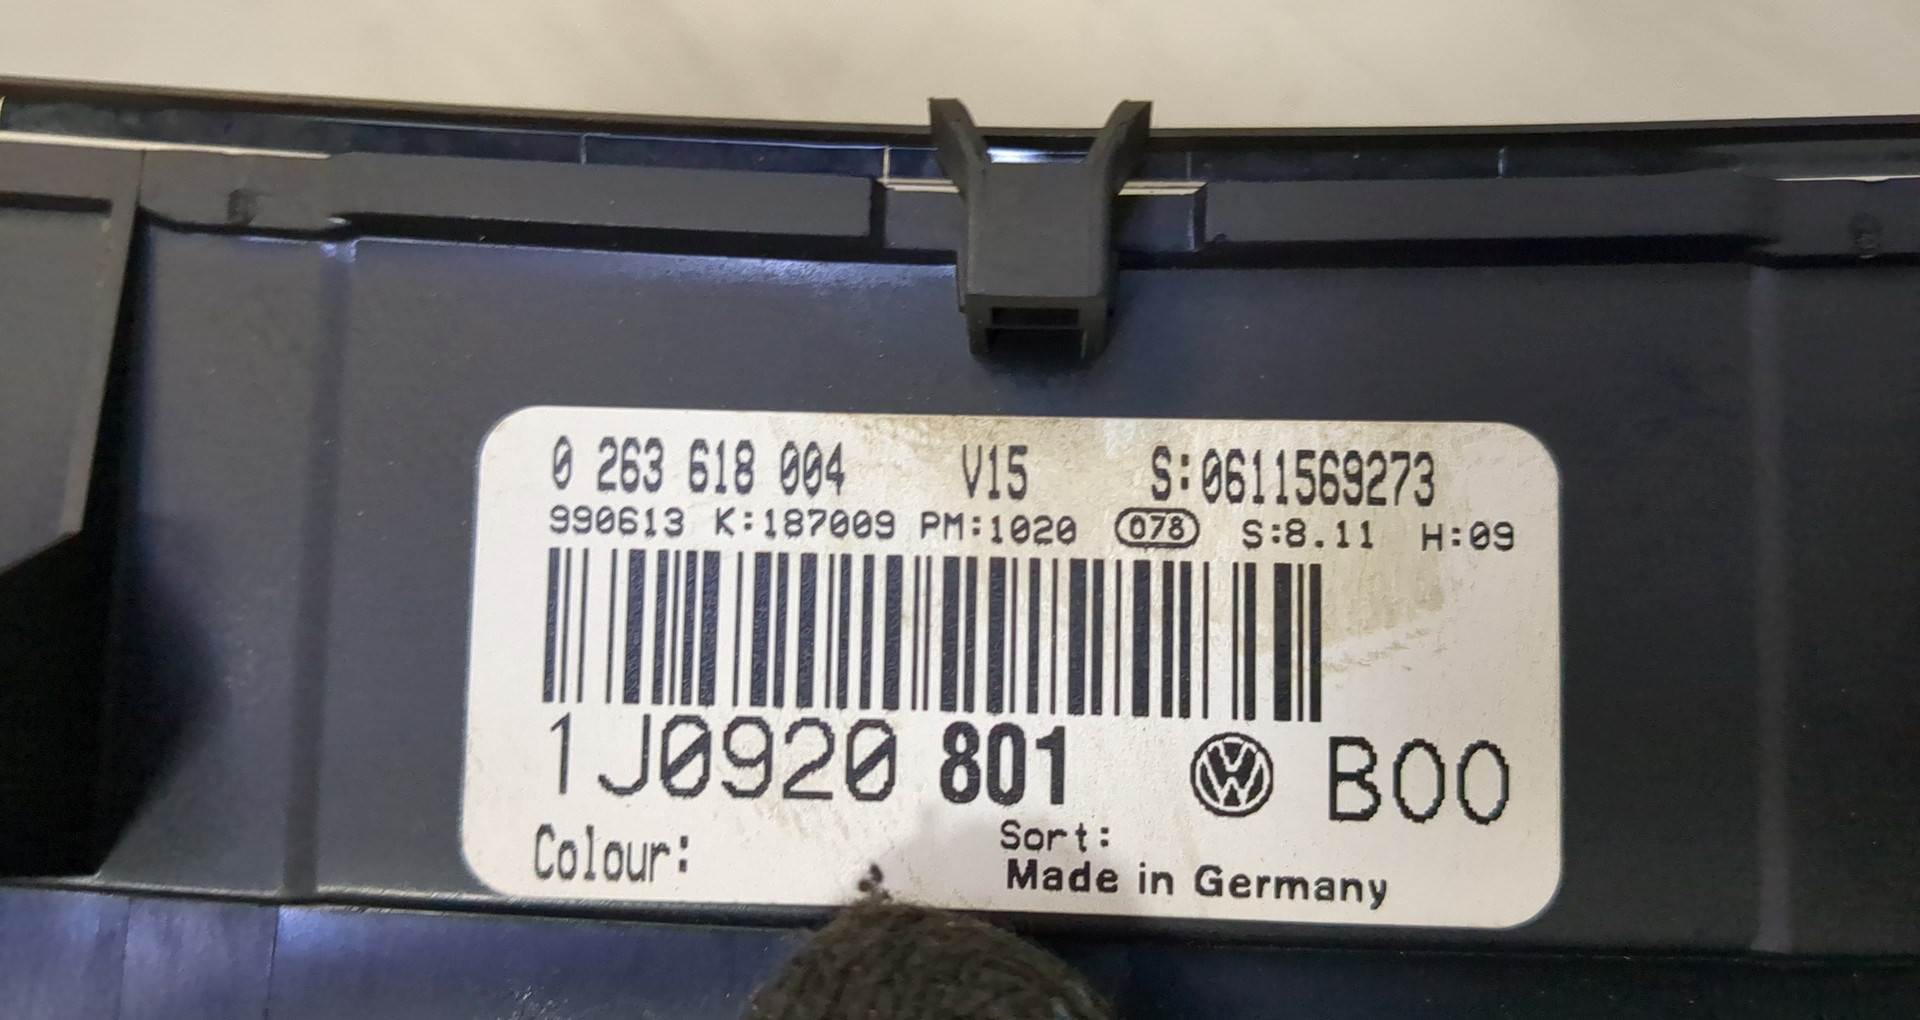 0 263 618 004 V15 S:0611569273
990613 K:187009 PM:1020 078 S:8.11 H:09
1J0920 801 VW B00
Colour: Sort:
Made in Germany